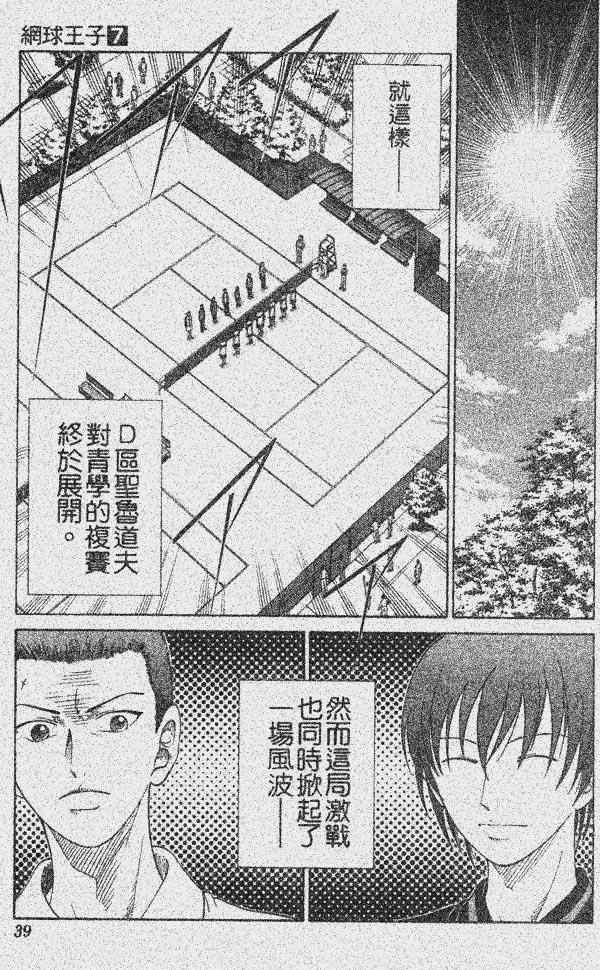 網球王子7
就這樣——
D區聖魯道夫
對青學的複賽
終於展開。
然而這局激戰
也同時掀起了
一場風波——
39